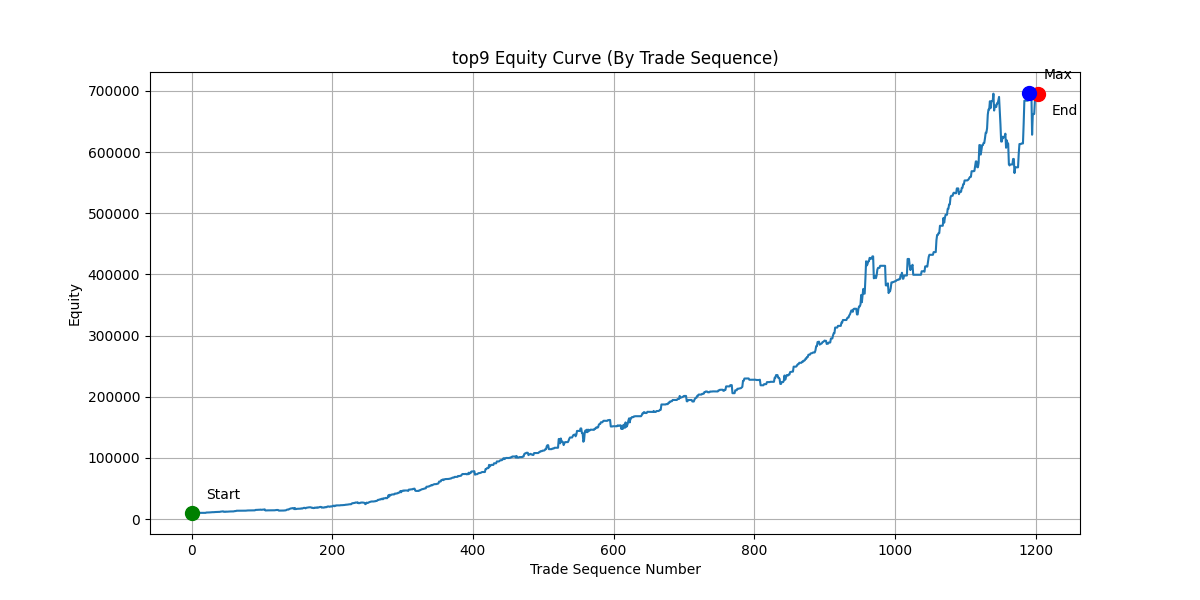 top9 Equity Curve (By Trade Sequence)
Max
700000
End
600000
500000
400000
Equity
300000
200000
100000
Start
0
0 200 400 600 800 1000 1200
Trade Sequence Number